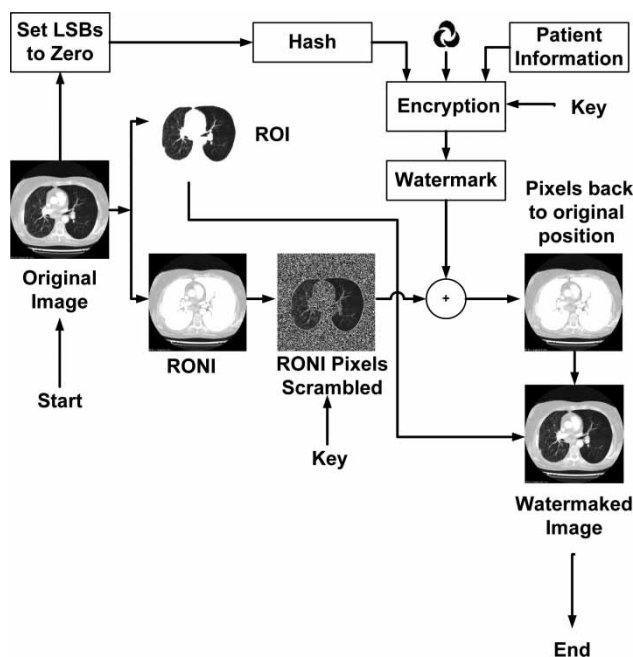 Set LSBs
to Zero
Hash
Patient
Information
Encryption
Key
ROI
Watermark
Pixels back
to original
position
Original
Image
+
RONI
RONI Pixels
Scrambled
Start
Key
Watermaked
Image
End